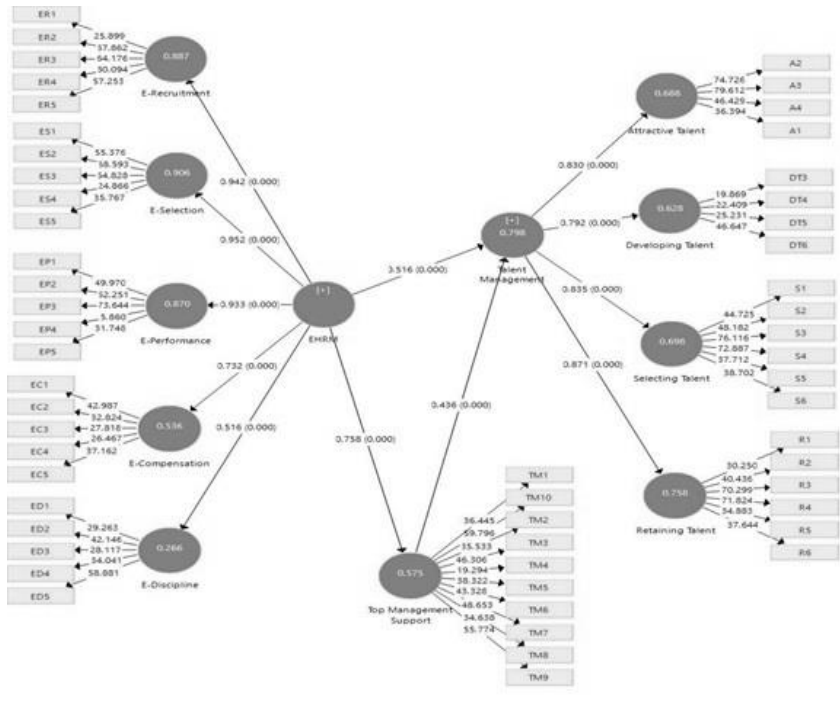 ER1
ER2
ER3
ER4
ER5
25.899
37.862
64.176
30.094
57.253
0.887
E-Recruitment
ES1
ES2
ES3
ES4
ES5
55.376
58.593
54.828
24.866
35.767
0.906
E-Selection
EP1
EP2
EP3
EP4
EP5
49.970
52.251
73.644
5.860
31.748
0.870
E-Performance
EC1
EC2
EC3
EC4
EC5
42.987
32.824
27.818
26.467
37.162
0.536
E-Compensation
ED1
ED2
ED3
ED4
ED5
29.263
42.146
28.117
34.041
58.881
0.266
E-Discipline
0.942 (0.000)
0.952 (0.000)
0.933 (0.000)
0.732 (0.000)
0.516 (0.000)
[+]
EHRM
0.758 (0.000)
0.516 (0.000)
0.436 (0.000)
[+]
0.798
Talent
Management
0.830 (0.000)
0.792 (0.000)
0.835 (0.000)
0.871 (0.000)
0.688
Attractive Talent
74.726
79.612
46.429
36.394
A2
A3
A4
A1
0.628
Developing Talent
19.869
22.409
25.231
46.647
DT3
DT4
DT5
DT6
0.698
Selecting Talent
44.725
48.182
76.116
72.887
37.712
38.702
S1
S2
S3
S4
S5
S6
0.758
Retaining Talent
30.250
40.436
70.299
71.824
34.883
37.644
R1
R2
R3
R4
R5
R6
0.575
Top Management
Support
36.445
59.796
35.533
46.306
19.294
38.322
43.328
48.653
34.638
55.774
TM1
TM10
TM2
TM3
TM4
TM5
TM6
TM7
TM8
TM9